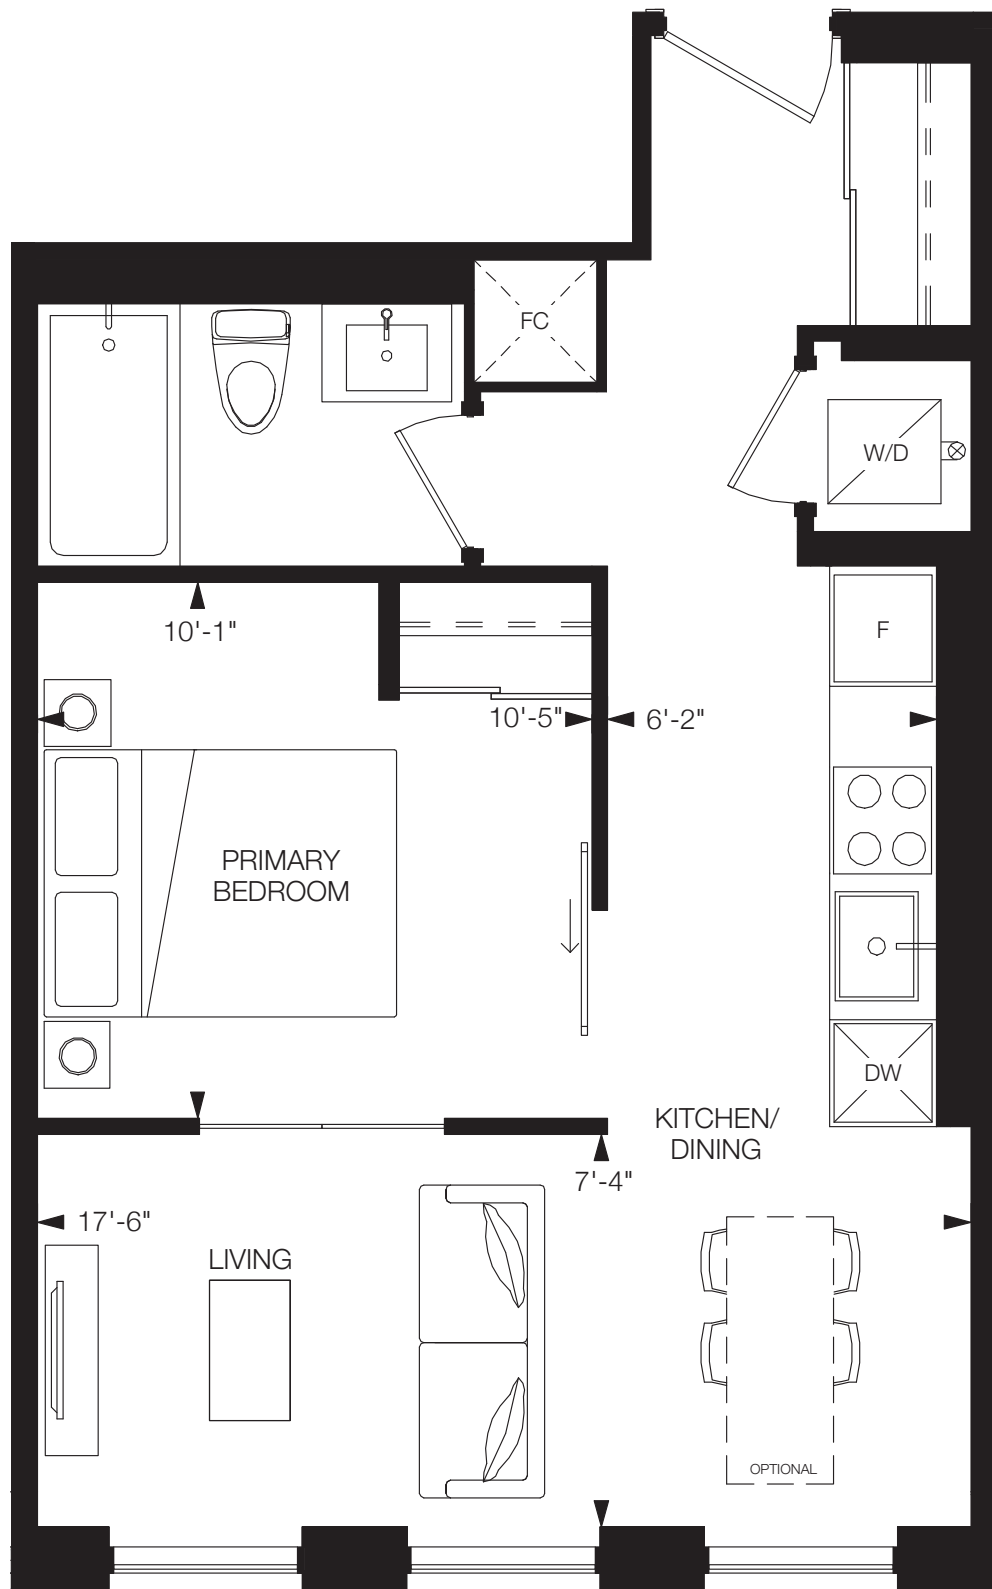 FC
W/D
10'-1"
F
10'-5"
6'-2"
PRIMARY
BEDROOM
DW
KITCHEN/
DINING
7'-4"
17'-6"
LIVING
OPTIONAL